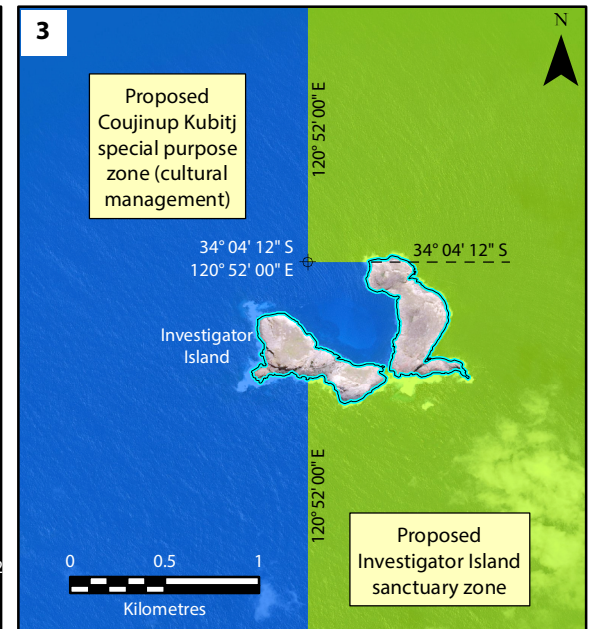 3
N
Proposed
Coujinup Kubitj
special purpose
zone (cultural
management)
120° 52' 00" E
34° 04' 12" S
120° 52' 00" E
34° 04' 12" S
Investigator
Island
120° 52' 00" E
0 0.5 1
Kilometres
Proposed
Investigator Island
sanctuary zone
2